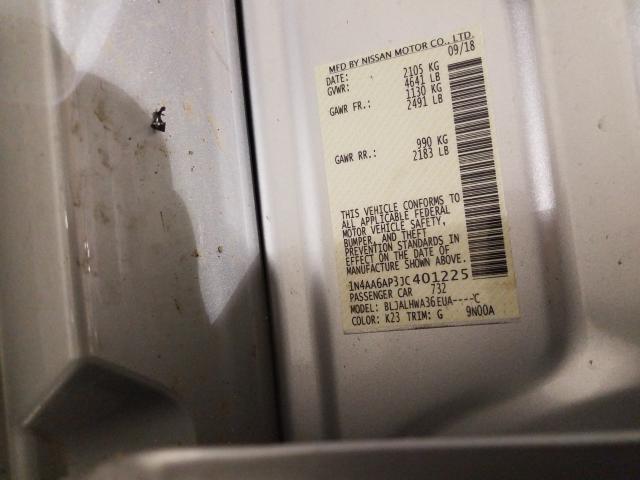 MFD BY NISSAN MOTOR CO., LTD.
DATE: 09/18
GVWR: 2105 KG
4641 LB
GAWR FR.: 1130 KG
2491 LB
GAWR RR.: 990 KG
2183 LB
THIS VEHICLE CONFORMS TO
ALL APPLICABLE FEDERAL
MOTOR VEHICLE SAFETY,
BUMPER, AND THEFT
PREVENTION STANDARDS IN
EFFECT ON THE DATE OF
MANUFACTURE SHOWN ABOVE.
1N4AA6AP3JC401225
PASSENGER CAR 732
MODEL: BLJALHWA36EUA----C
COLOR: K23 TRIM: G 9N00A